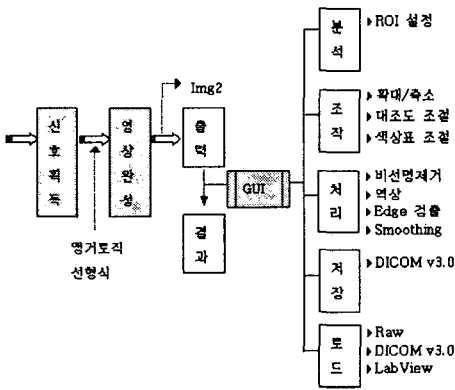 신호획득
영상완성
Img2
출력
결과
앵거로직
선형식
GUI
분석
ROI 설정
조작
확대/축소
대조도 조절
색상표 조절
처리
비선명제거
역상
Edge 검출
Smoothing
저장
DICOM v3.0
로드
Raw
DICOM v3.0
LabView